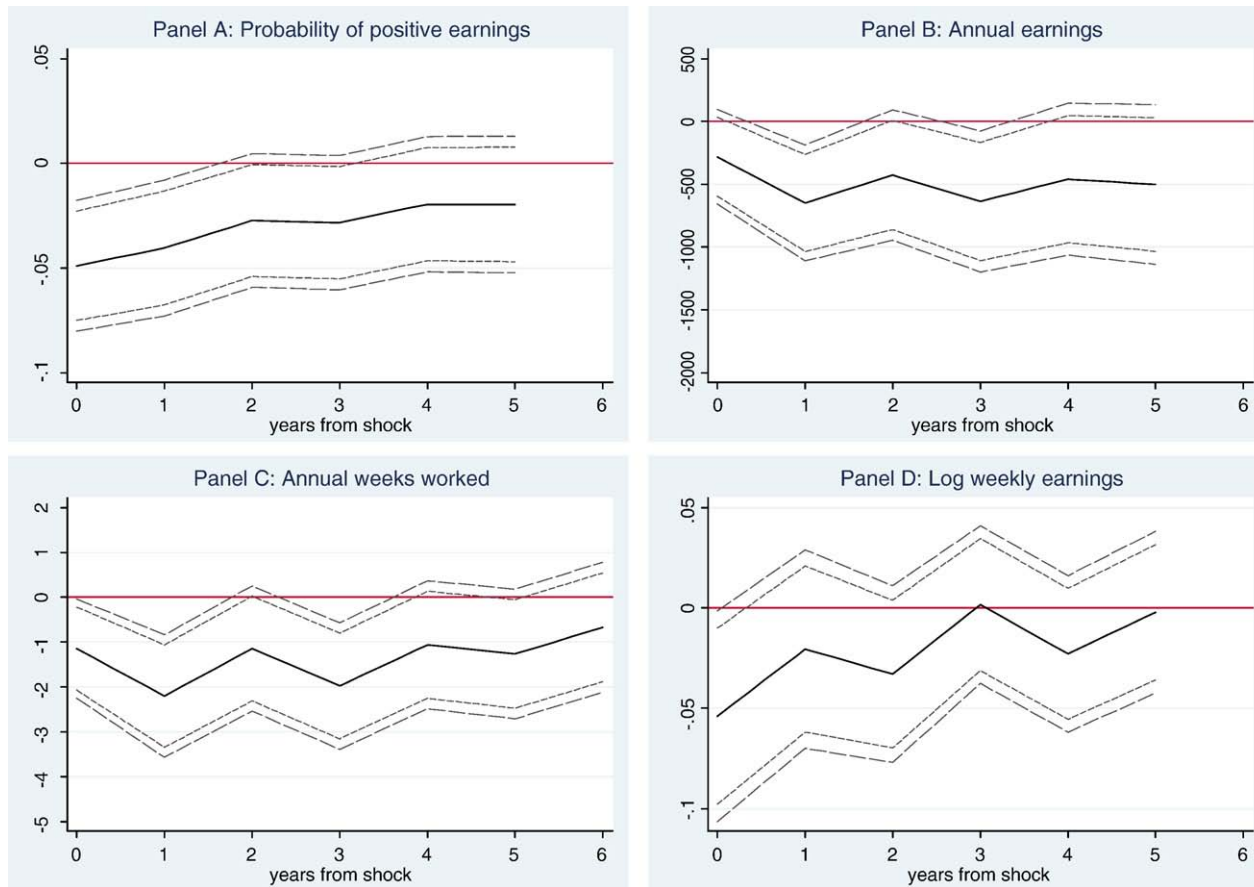 Panel A: Probability of positive earnings
.05
0
-.05
-.1
0 1 2 3 4 5 6
years from shock
Panel B: Annual earnings
500
0
-500
-1000
-1500
-2000
0 1 2 3 4 5 6
years from shock
Panel C: Annual weeks worked
2
1
0
-1
-2
-3
-4
-5
0 1 2 3 4 5 6
years from shock
Panel D: Log weekly earnings
.05
0
-.05
-.1
0 1 2 3 4 5 6
years from shock